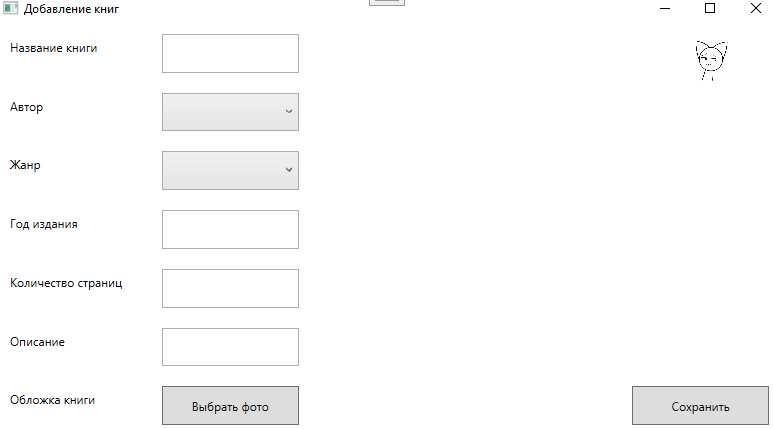 Добавление книг
Название книги
Автор
Жанр
Год издания
Количество страниц
Описание
Обложка книги
Выбрать фото
Сохранить